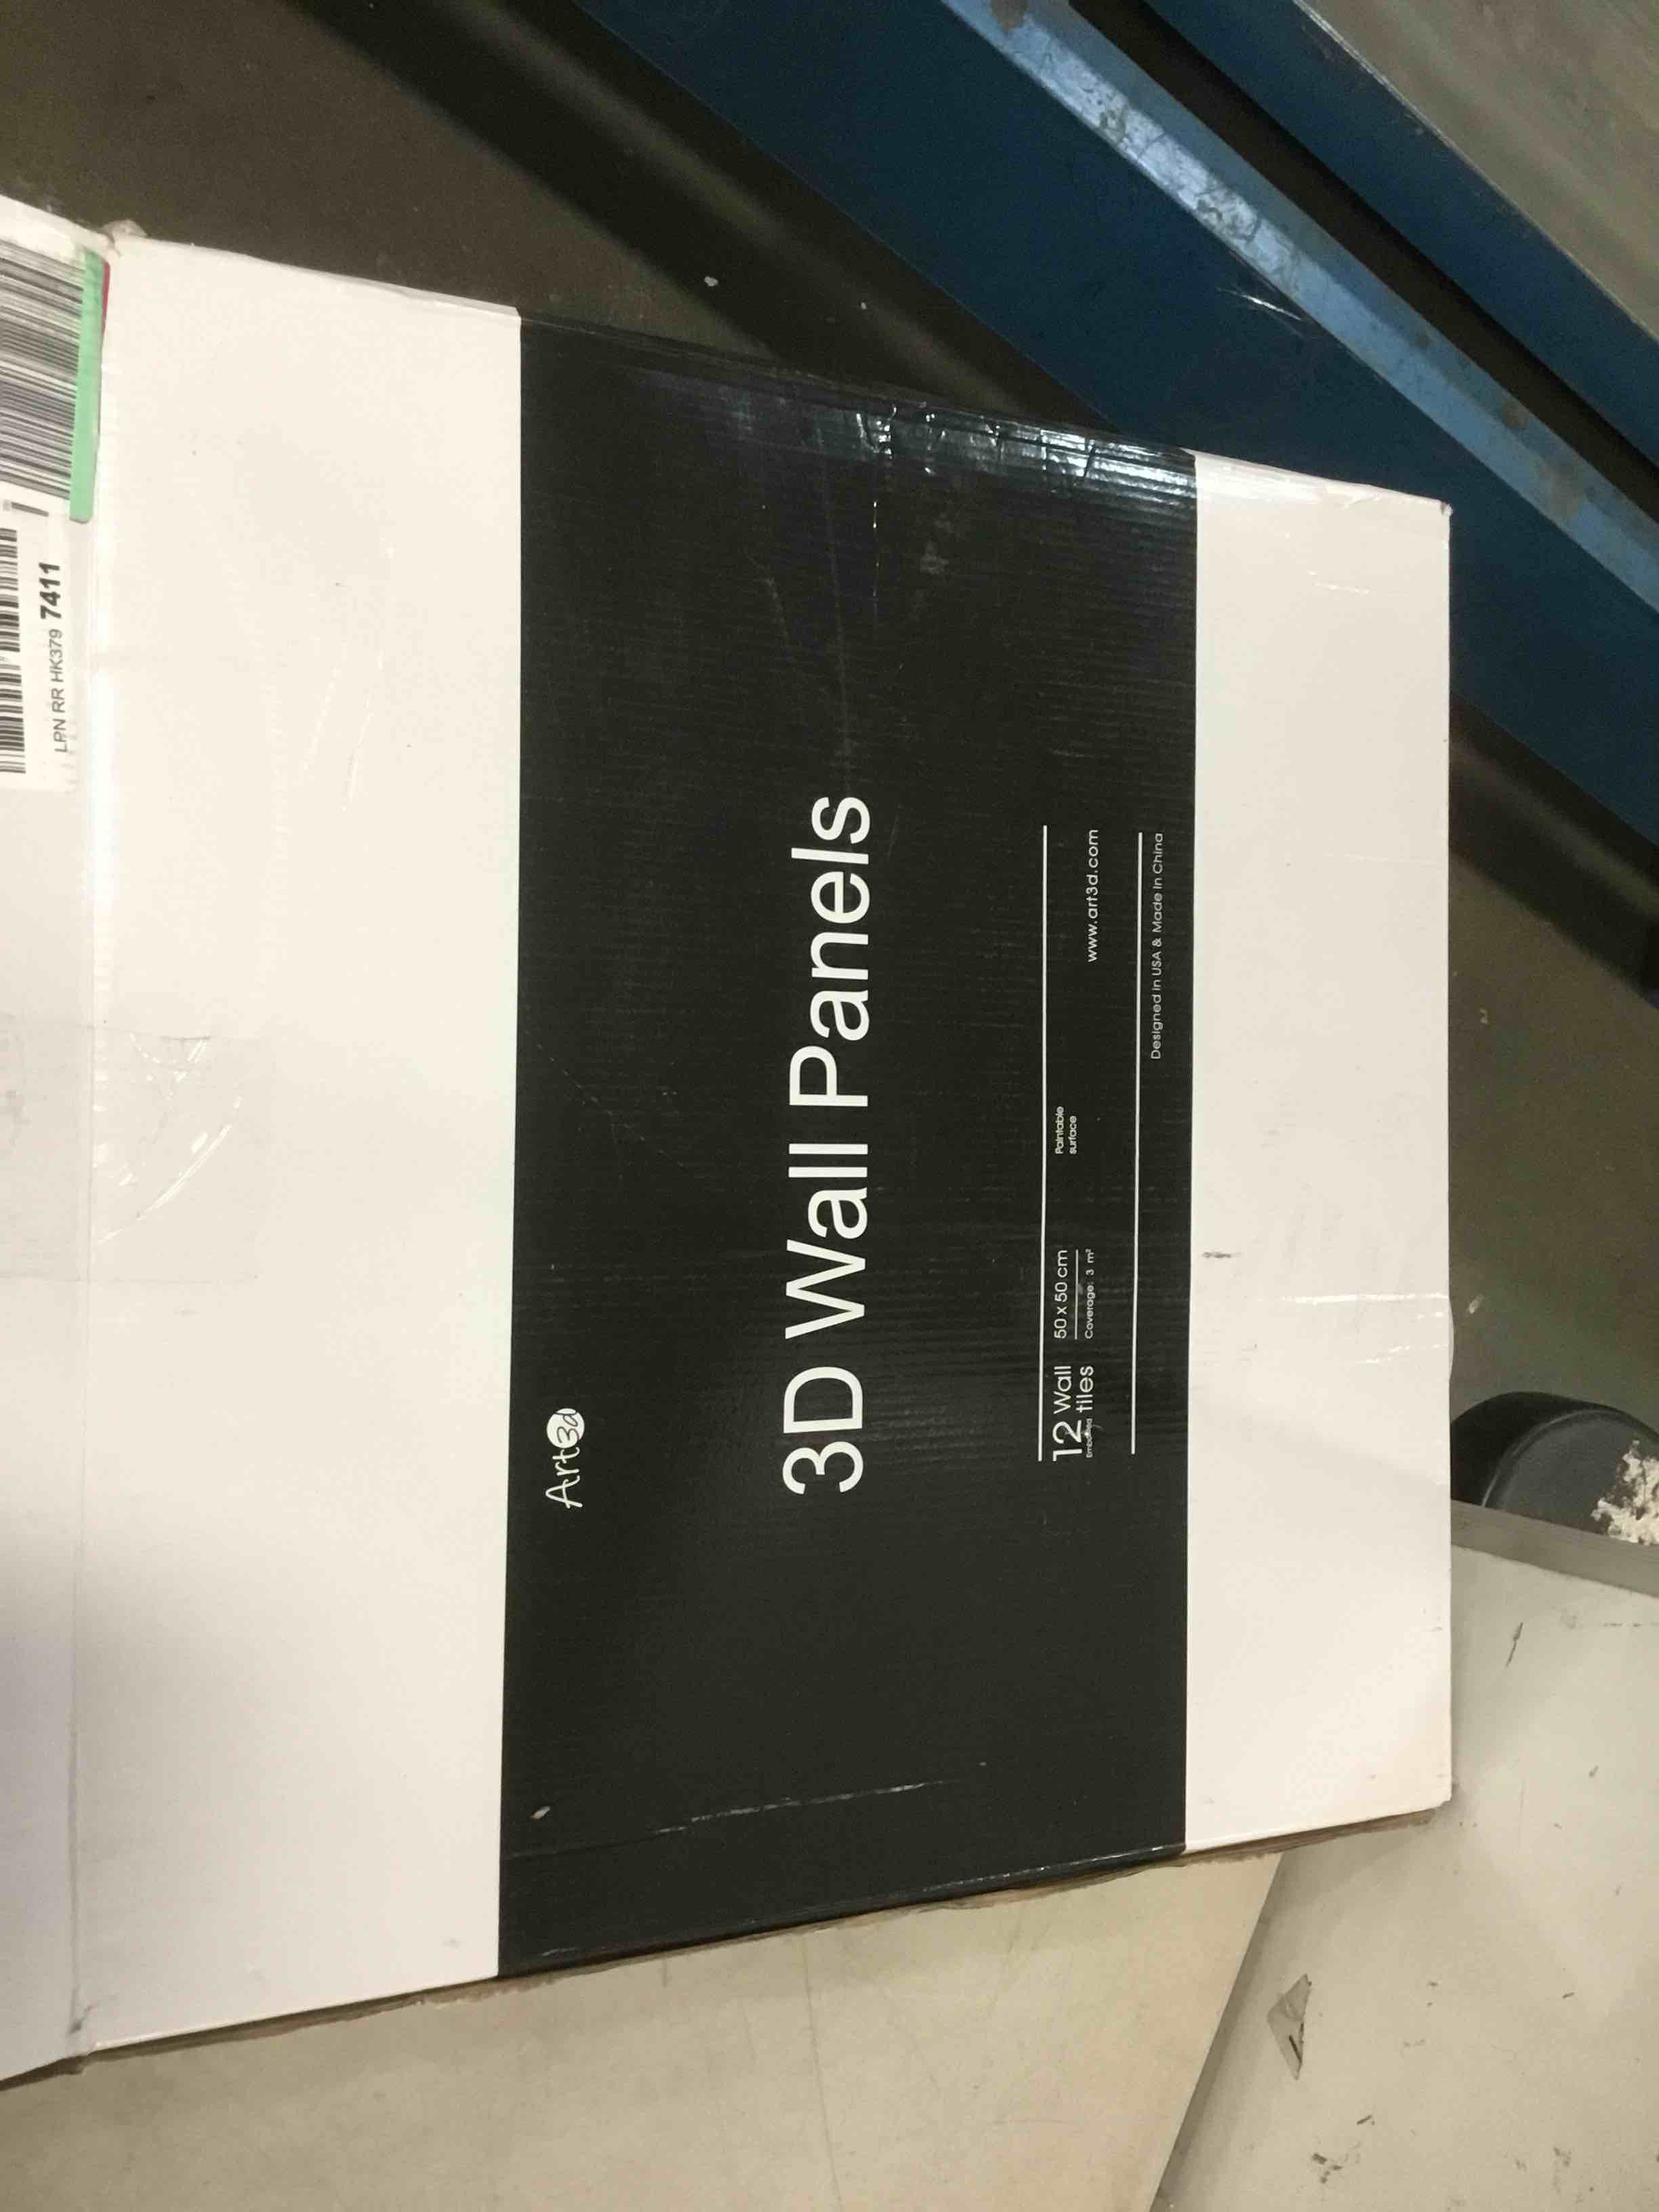 LPN RR HK379 7411
Art3d
3D Wall Panels
12 Wall
tiles
50 x 50 cm
Coverage: 3 m²
Paintable
surface
www.art3d.com
Designed in USA & Made in China